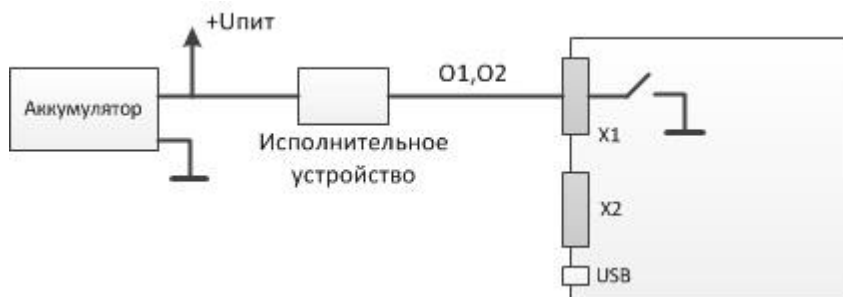 +Uпит
O1,O2
Аккумулятор
Исполнительное
устройство
X1
X2
USB